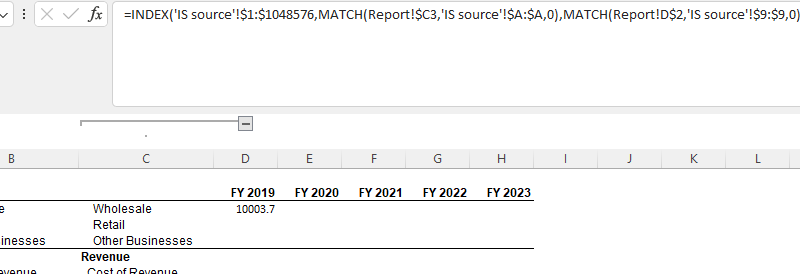 fx =INDEX('IS source'!$1:$1048576,MATCH(Report!$C3,'IS source'!$A:$A,0),MATCH(Report!D$2,'IS source'!$9:$9,0)
B C D E F G H I J K L
FY 2019 FY 2020 FY 2021 FY 2022 FY 2023
e Wholesale 10003.7
Retail
inesses Other Businesses
Revenue
evenue Cost of Revenue